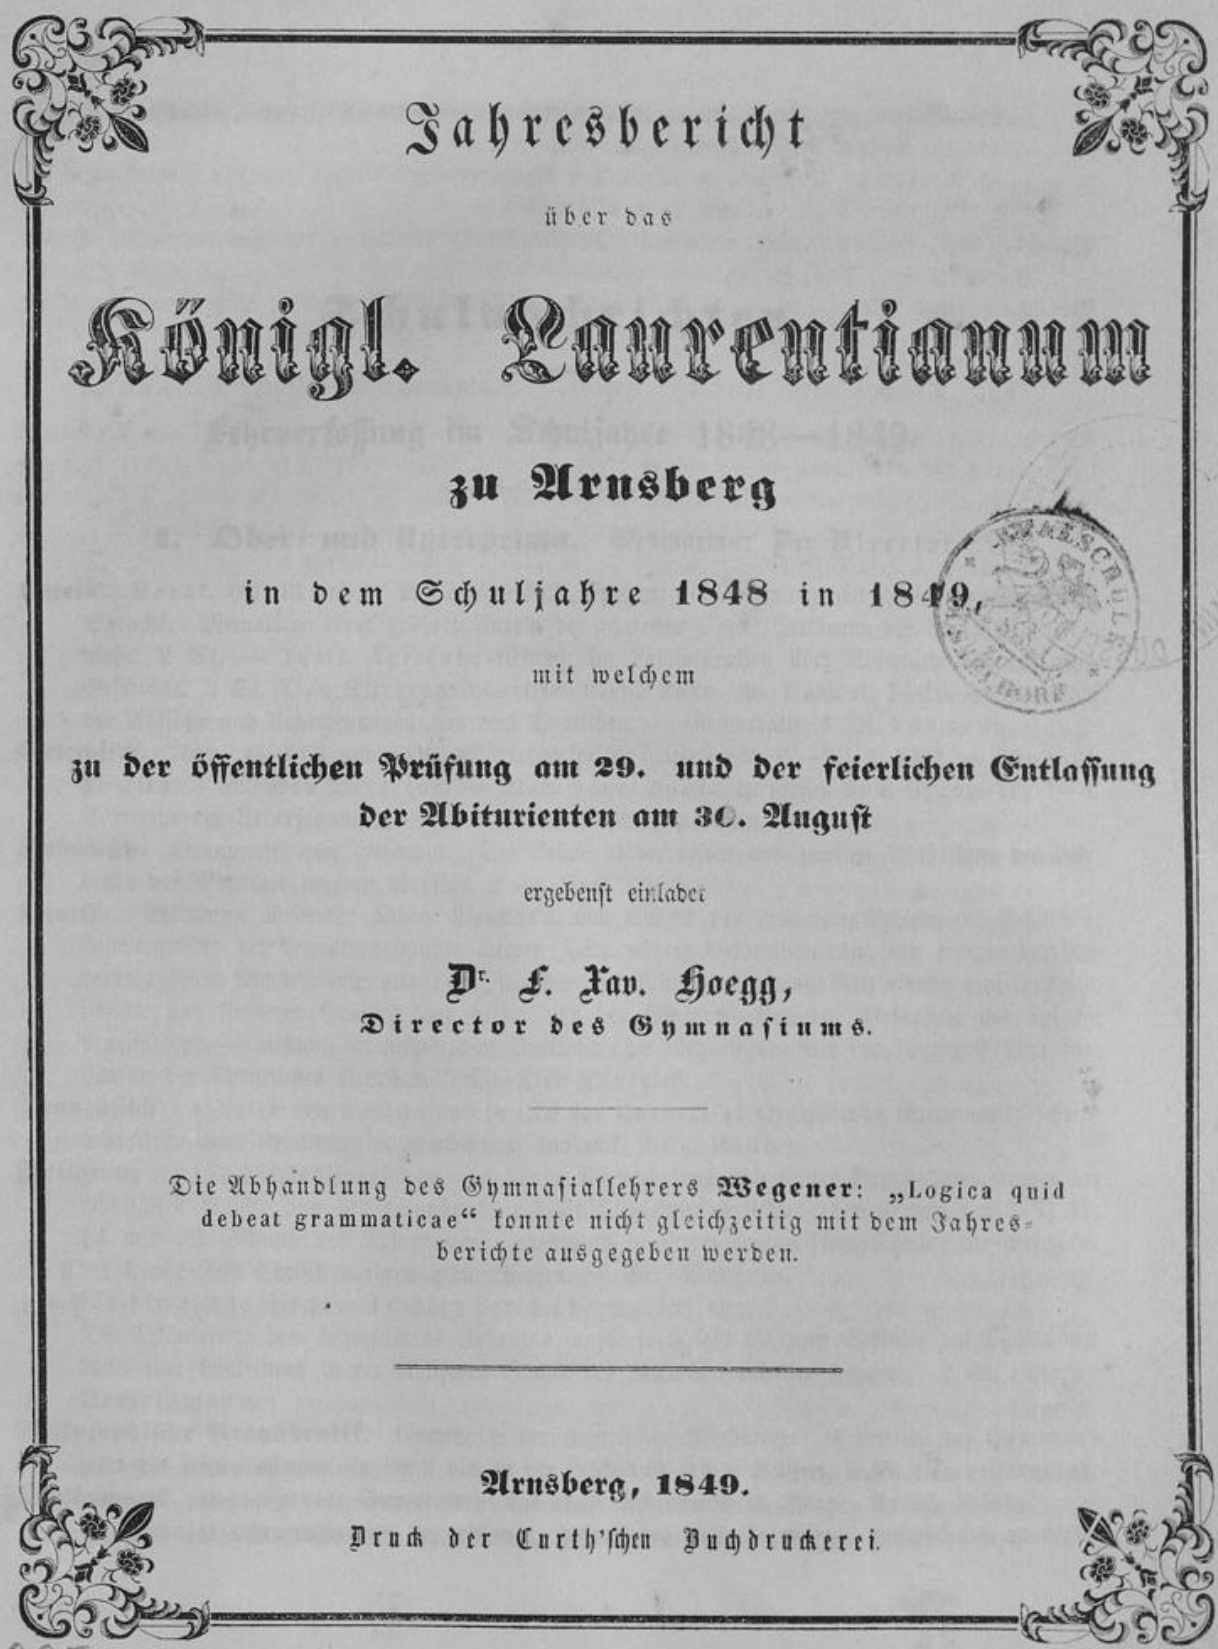 Jahresbericht
über das
Königl. Laurentianum
zu Arnsberg
in dem Schuljahre 1848 in 1849,
mit welchem
zu der öffentlichen Prüfung am 29. und der feierlichen Entlassung
der Abiturienten am 30. August
ergebenst einladet
Dr. F. Xav. Hoegg,
Director des Gymnasiums.
Die Abhandlung des Gymnasiallehrers Wegener: „Logica quid
debeat grammaticae“ konnte nicht gleichzeitig mit dem Jahres-
berichte ausgegeben werden.
Arnsberg, 1849.
Druck der Curth'schen Buchdruckerei.